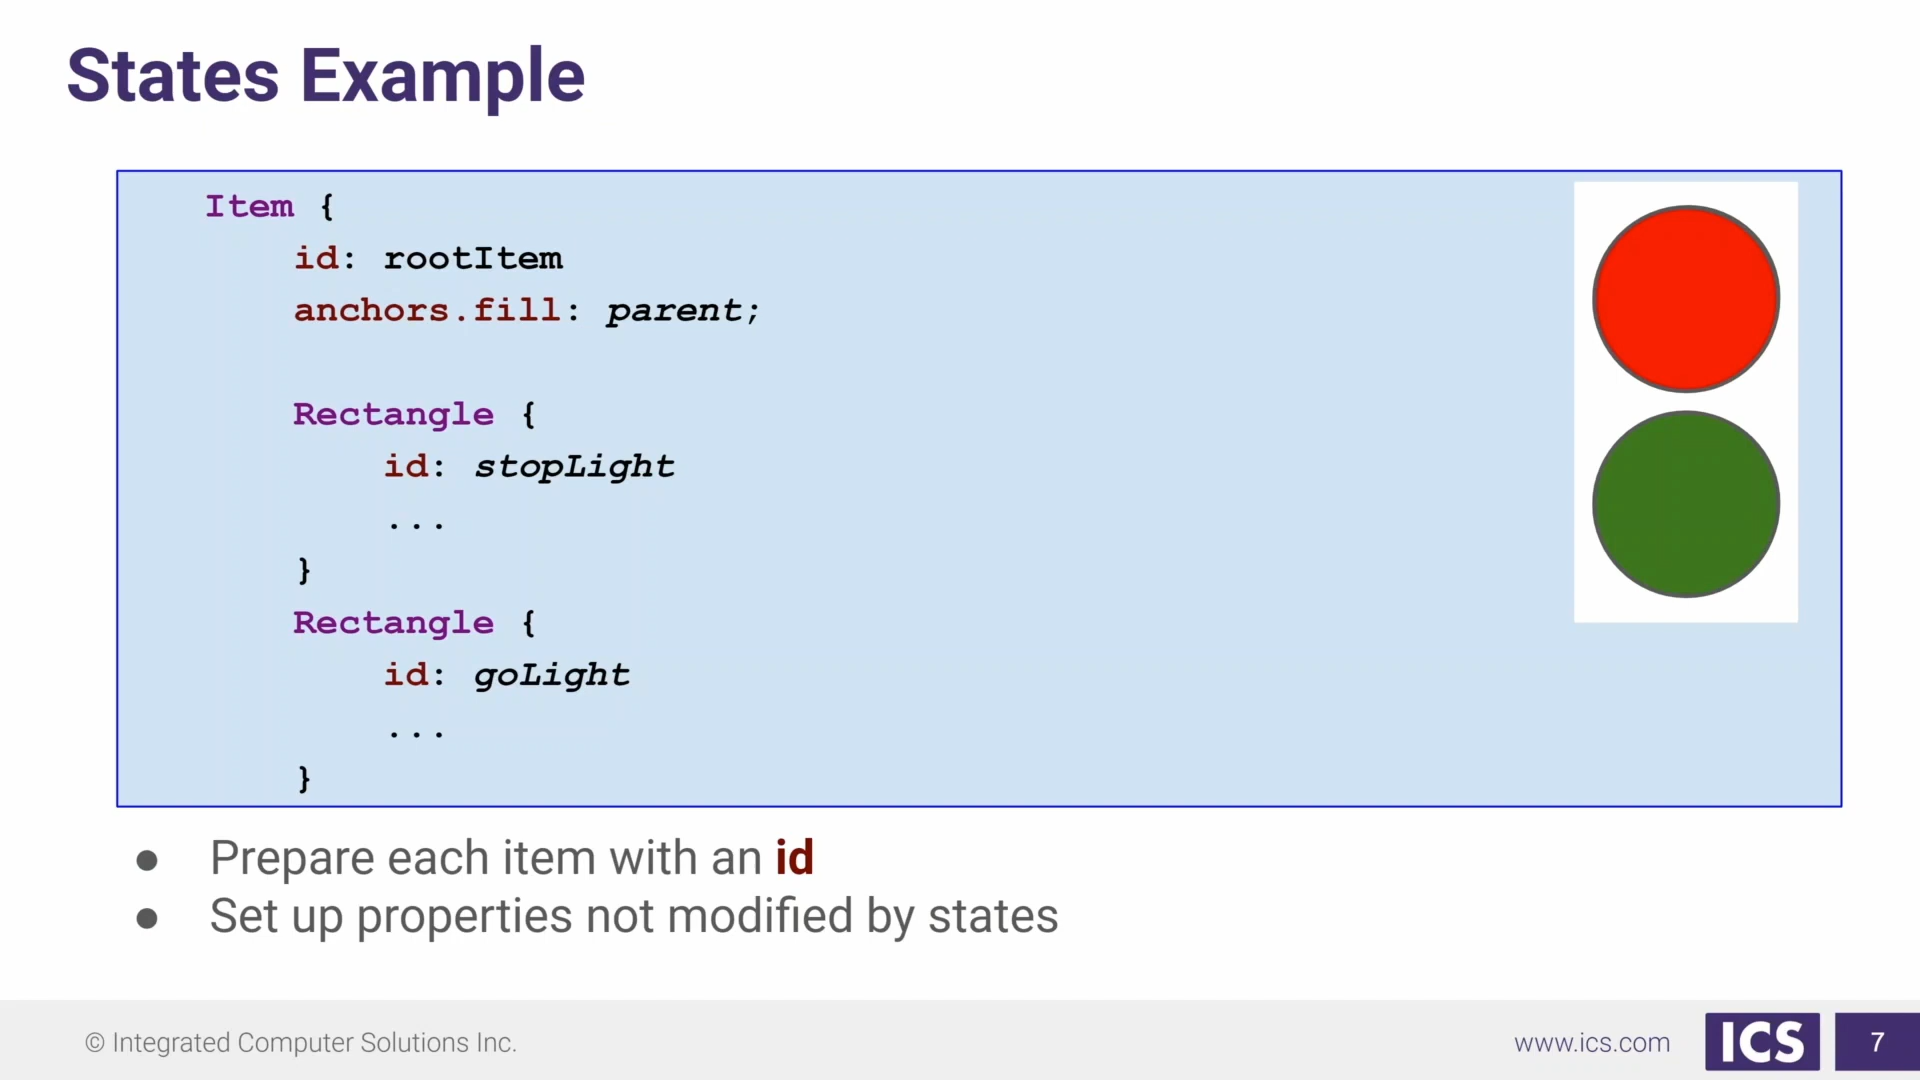 States Example
Item {
id: rootItem
anchors.fill: parent;
Rectangle {
id: stopLight
...
}
Rectangle {
id: goLight
...
}
● Prepare each item with an id
● Set up properties not modified by states
© Integrated Computer Solutions Inc.
www.ics.com
ICS
7